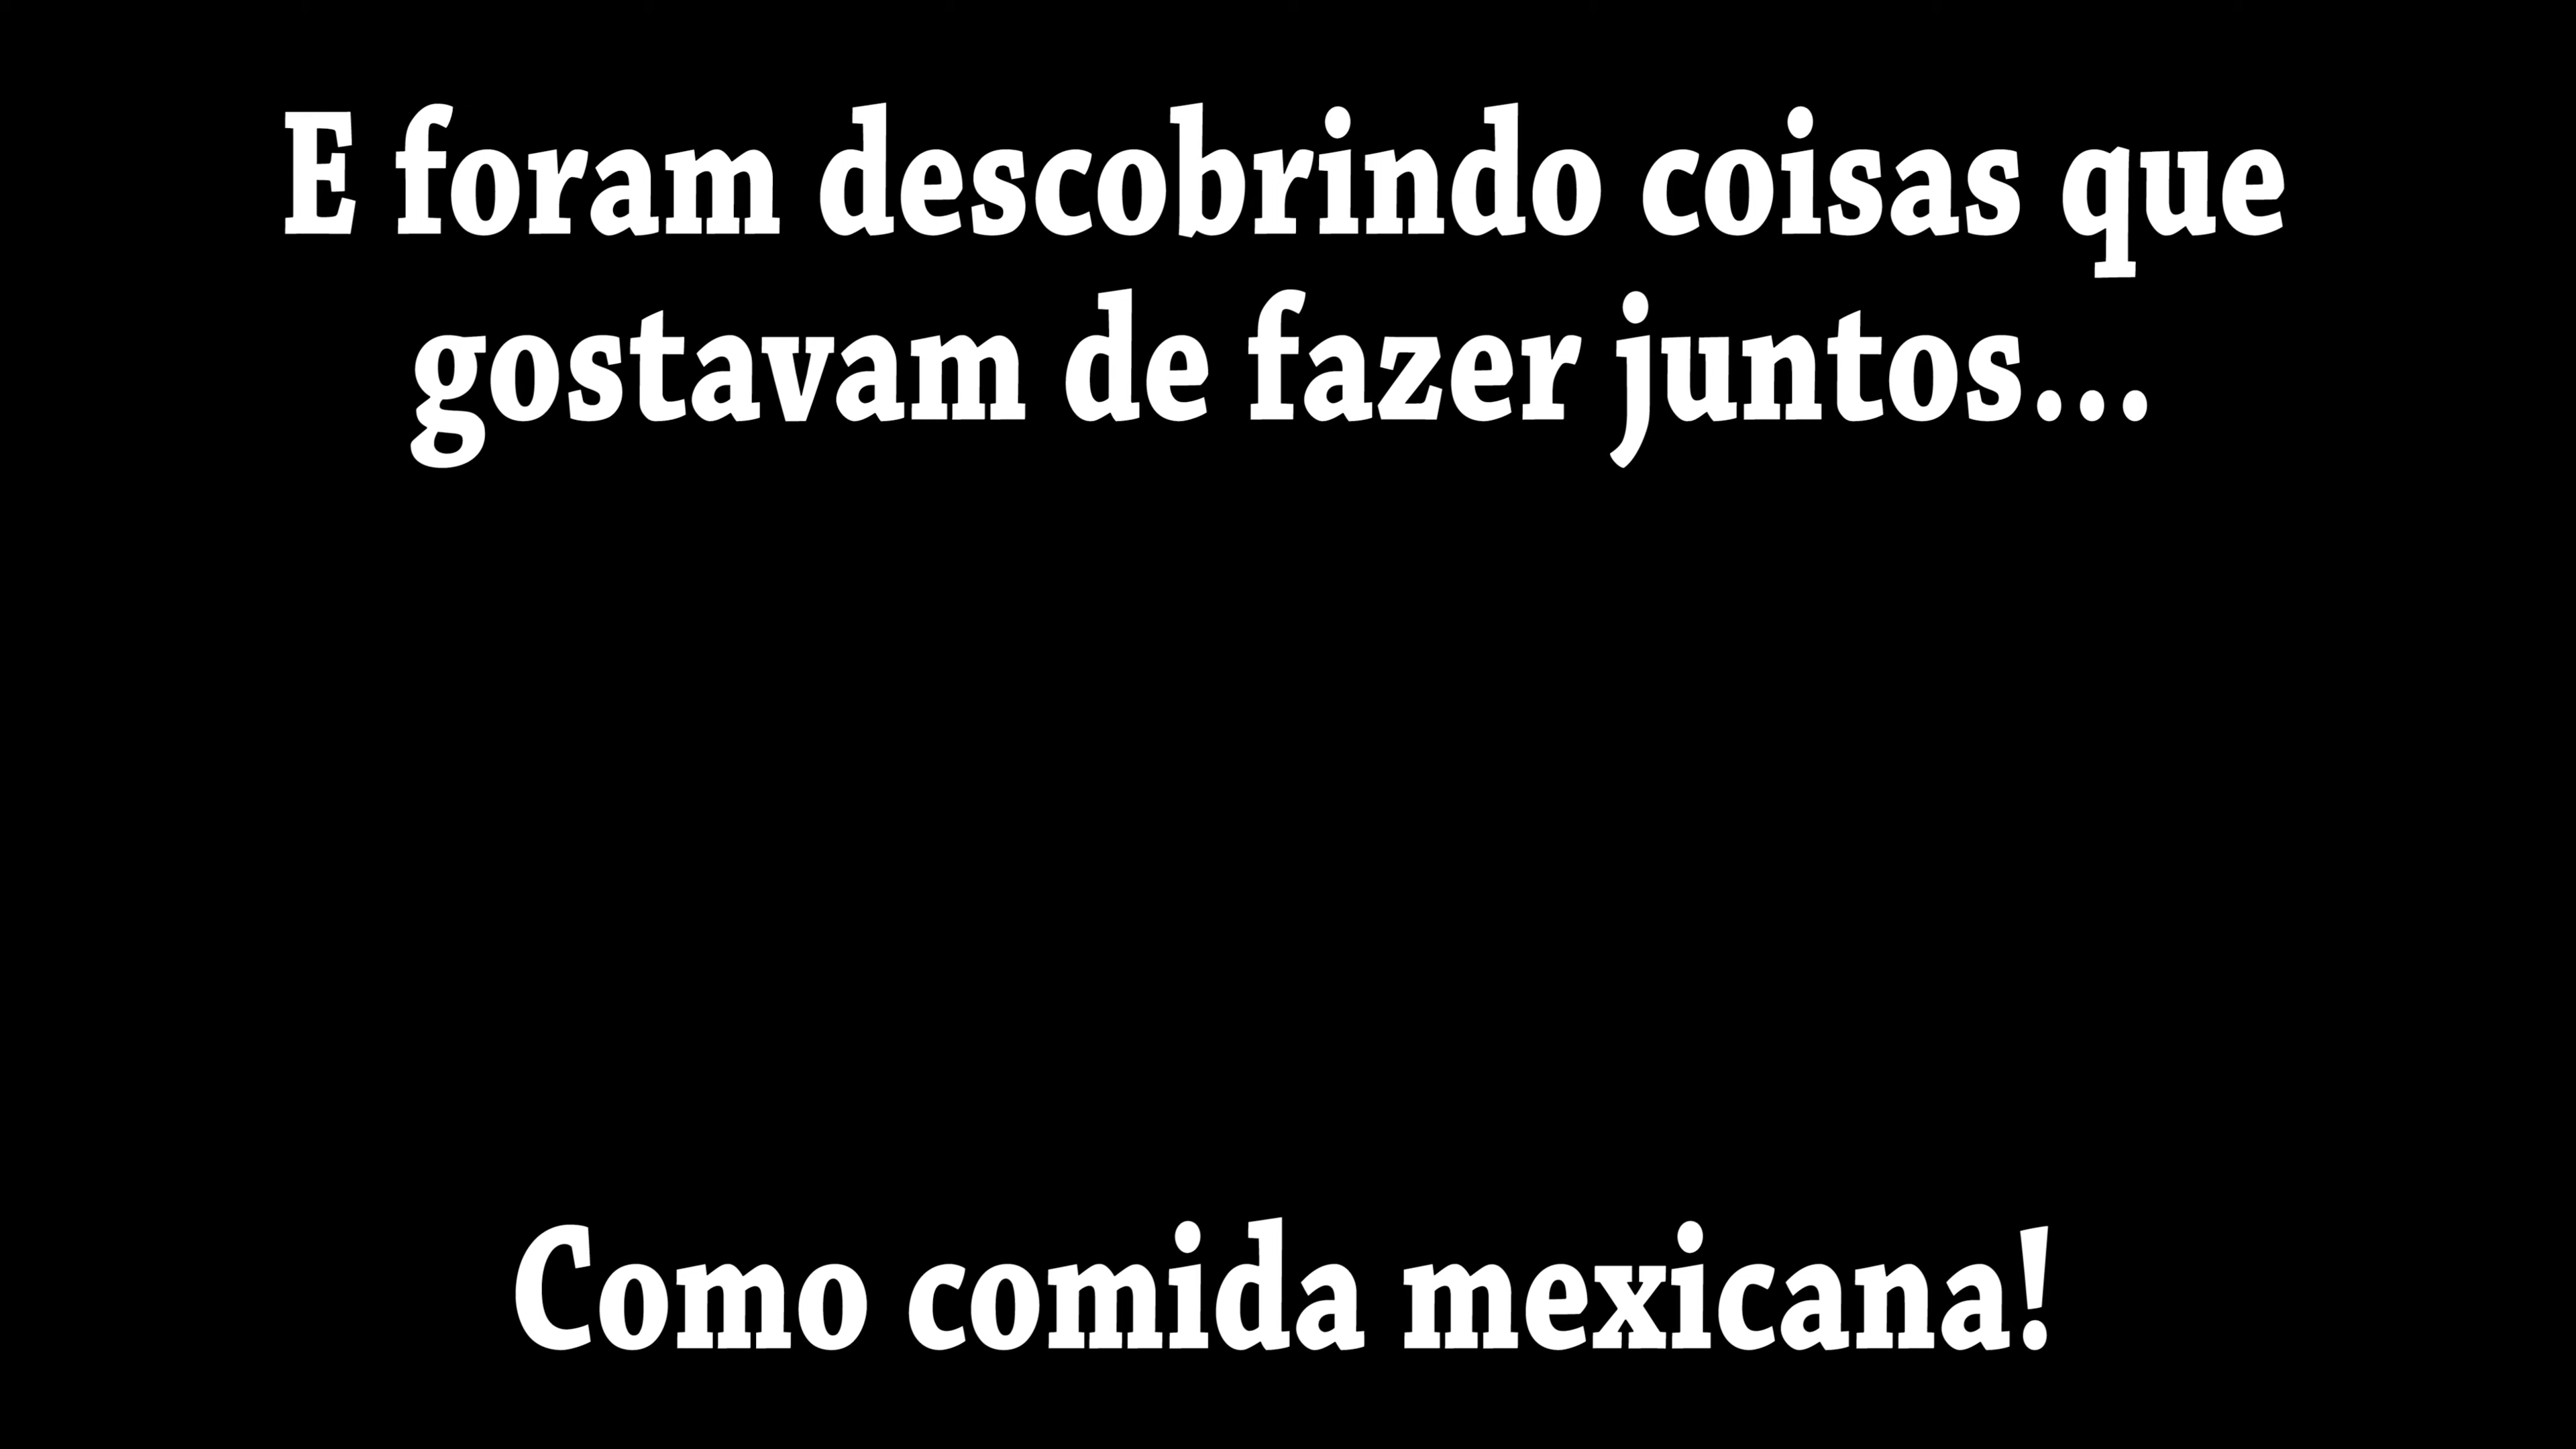 E foram descobrindo coisas que
gostavam de fazer juntos...
Como comida mexicana!